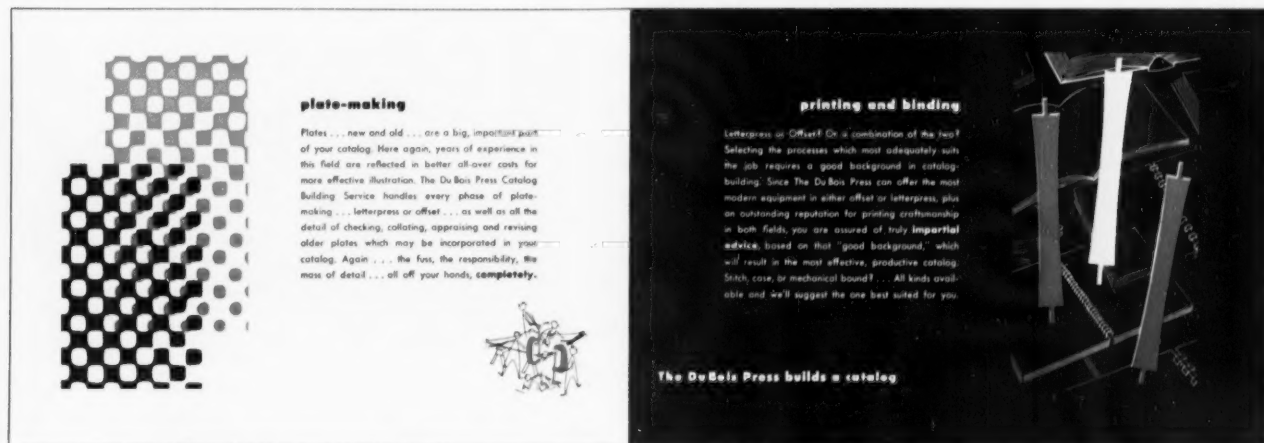 plate-making
Plates . . . new and old . . . are a big, important part
of your catalog. Here again, years of experience in
this field are reflected in better all-over costs for
more effective illustration. The Du Bois Press Catalog
Building Service handles every phase of plate-
making . . . letterpress or offset . . . as well as all the
detail of checking, collating, appraising and revising
older plates which may be incorporated in your
catalog. Again . . . the fuss, the responsibility, the
mass of detail . . . all off your hands, completely.
printing and binding
Letterpress or Offset? Or a combination of the two?
Selecting the processes which most adequately suits
the job requires a good background in catalog-
building. Since The Du Bois Press can offer the most
modern equipment in either offset or letterpress, plus
an outstanding reputation for printing craftsmanship
in both fields, you are assured of truly impartial
advice, based on that "good background," which
will result in the most effective, productive catalog.
Stitch, case, or mechanical bound? . . . All kinds avail-
able and we'll suggest the one best suited for you.
The Du Bois Press builds a catalog